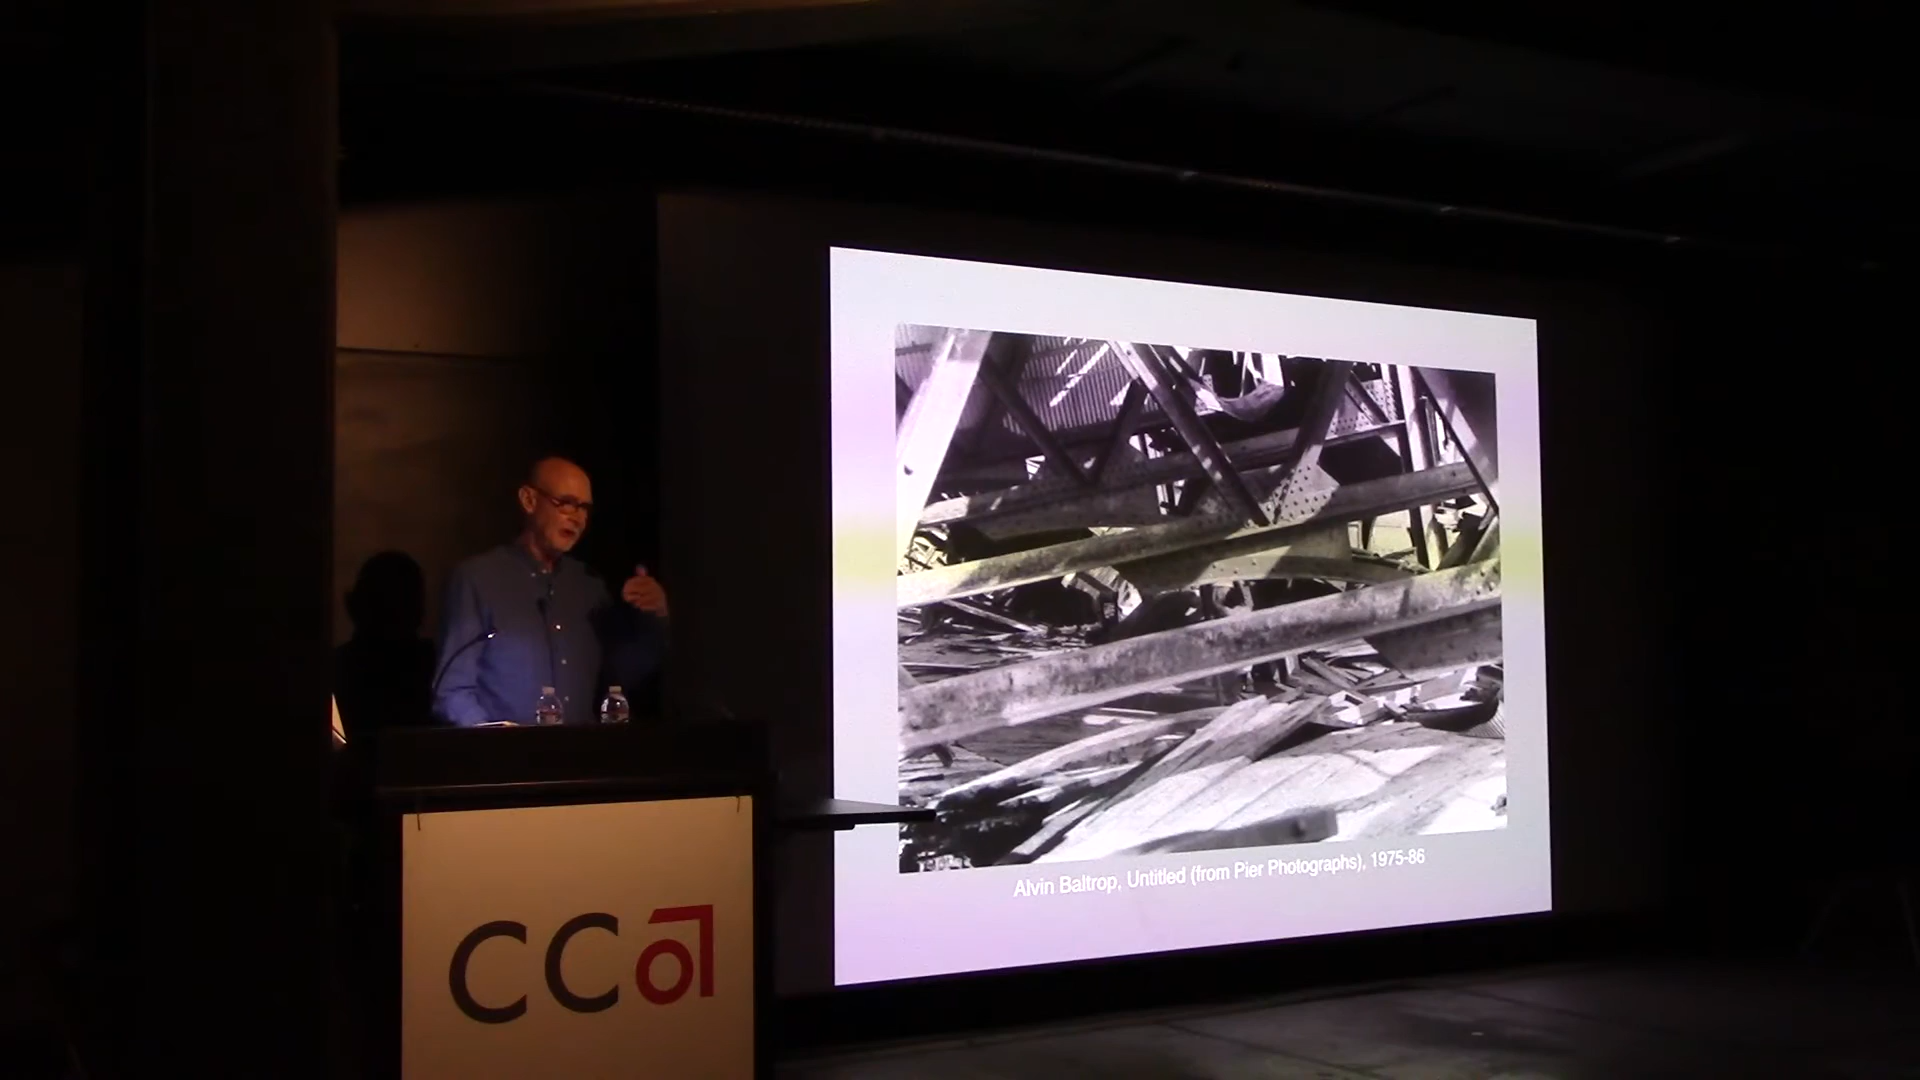 Alvin Baltrop, Untitled (from Pier Photographs), 1975-86
CCa